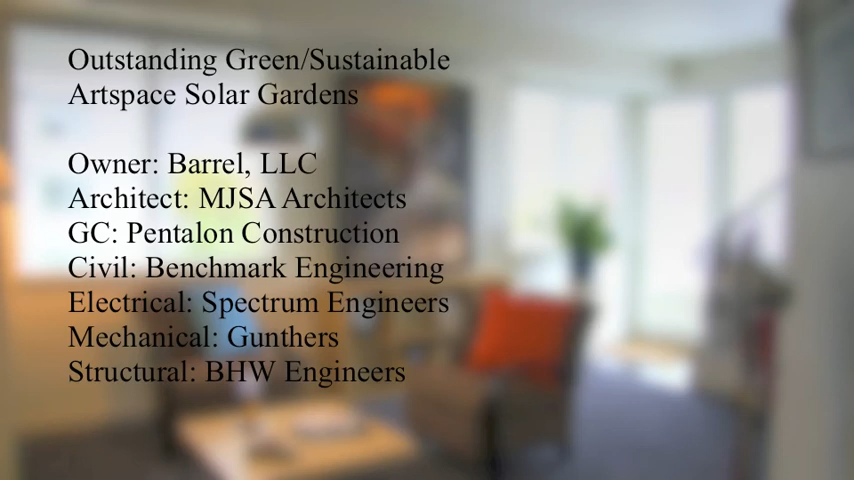 Outstanding Green/Sustainable
Artspace Solar Gardens
Owner: Barrel, LLC
Architect: MJSA Architects
GC: Pentalon Construction
Civil: Benchmark Engineering
Electrical: Spectrum Engineers
Mechanical: Gunthers
Structural: BHW Engineers